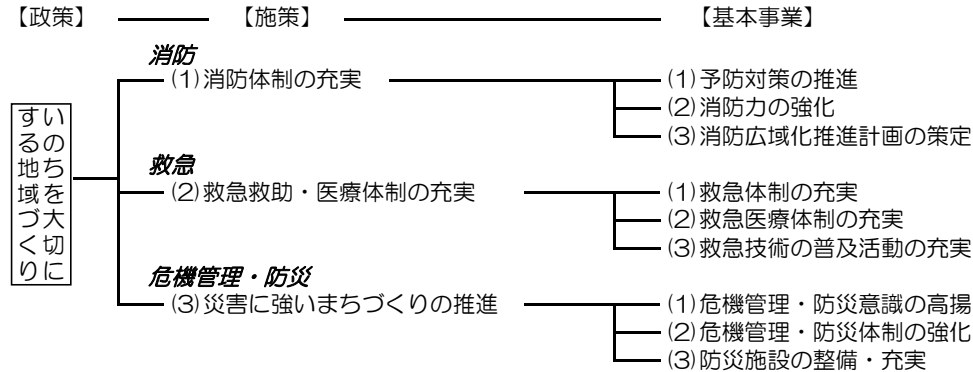 【政策】 【施策】 【基本事業】
いのちを大切に
する地域づくり
消防
(1)消防体制の充実
(1)予防対策の推進
(2)消防力の強化
(3)消防広域化推進計画の策定
救急
(2)救急救助・医療体制の充実
(1)救急体制の充実
(2)救急医療体制の充実
(3)救急技術の普及活動の充実
危機管理・防災
(3)災害に強いまちづくりの推進
(1)危機管理・防災意識の高揚
(2)危機管理・防災体制の強化
(3)防災施設の整備・充実